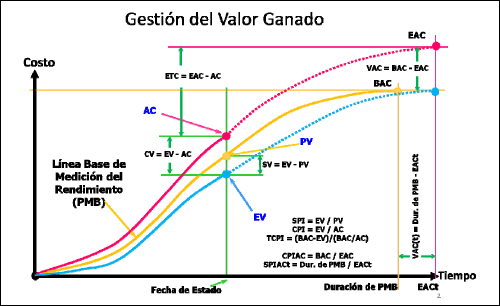 Gestión del Valor Ganado
EAC
Costo
ETC = EAC - AC
VAC = BAC - EAC
BAC
AC
PV
CV = EV - AC
SV = EV - PV
Línea Base de
Medición del
Rendimiento
(PMB)
EV
SPI = EV / PV
CPI = EV / AC
TCPI = (BAC-EV)/(BAC/AC)
CPIAC = BAC / EAC
SPIACt = Dur. de PMB / EACt
VAC(t) = Dur. de PMB - EACt
Tiempo
Fecha de Estado
Duración de PMB
EACt
2